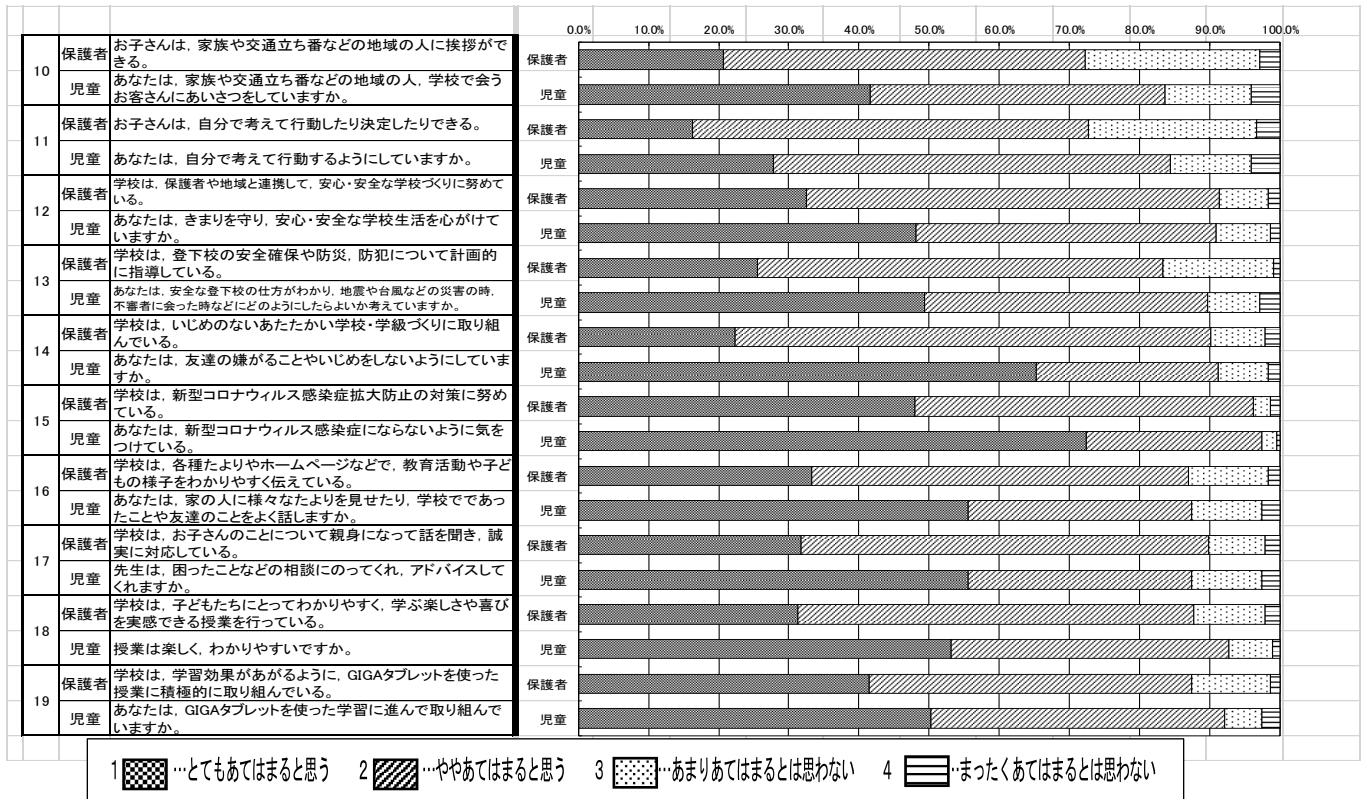 0.0% 10.0% 20.0% 30.0% 40.0% 50.0% 60.0% 70.0% 80.0% 90.0% 100.0%
10
保護者
お子さんは，家族や交通立ち番などの地域の人に挨拶がで
きる。
保護者
児童
あなたは，家族や交通立ち番などの地域の人，学校で会う
お客さんにあいさつをしていますか。
児童
11
保護者
お子さんは，自分で考えて行動したり決定したりできる。
保護者
児童
あなたは，自分で考えて行動するようにしていますか。
児童
12
保護者
学校は，保護者や地域と連携して，安心・安全な学校づくりに努めて
いる。
保護者
児童
あなたは，きまりを守り，安心・安全な学校生活を心がけて
いますか。
児童
13
保護者
学校は，登下校の安全確保や防災，防犯について計画的
に指導している。
保護者
児童
あなたは，安全な登下校の仕方がわかり，地震や台風などの災害の時，
不審者に会った時などにどのようにしたらよいか考えていますか。
児童
14
保護者
学校は，いじめのないあたたかい学校・学級づくりに取り組
んでいる。
保護者
児童
あなたは，友達の嫌がることやいじめをしないようにしていま
すか。
児童
15
保護者
学校は，新型コロナウィルス感染症拡大防止の対策に努め
ている。
保護者
児童
あなたは，新型コロナウィルス感染症にならないように気を
つけている。
児童
16
保護者
学校は，各種たよりやホームページなどで，教育活動や子ど
もの様子をわかりやすく伝えている。
保護者
児童
あなたは，家の人に様々なたよりを見せたり，学校でであっ
たことや友達のことをよく話しますか。
児童
17
保護者
学校は，お子さんのことについて親身になって話を聞き，誠
実に対応している。
保護者
児童
先生は，困ったことなどの相談にのってくれ，アドバイスして
くれますか。
児童
18
保護者
学校は，子どもたちにとってわかりやすく，学ぶ楽しさや喜び
を実感できる授業を行っている。
保護者
児童
授業は楽しく，わかりやすいですか。
児童
19
保護者
学校は，学習効果があがるように，GIGAタブレットを使った
授業に積極的に取り組んでいる。
保護者
児童
あなたは，GIGAタブレットを使った学習に進んで取り組んで
いますか。
児童
1 …とてもあてはまると思う 2 …ややあてはまると思う 3 …あまりあてはまるとは思わない 4 …まったくあてはまるとは思わない